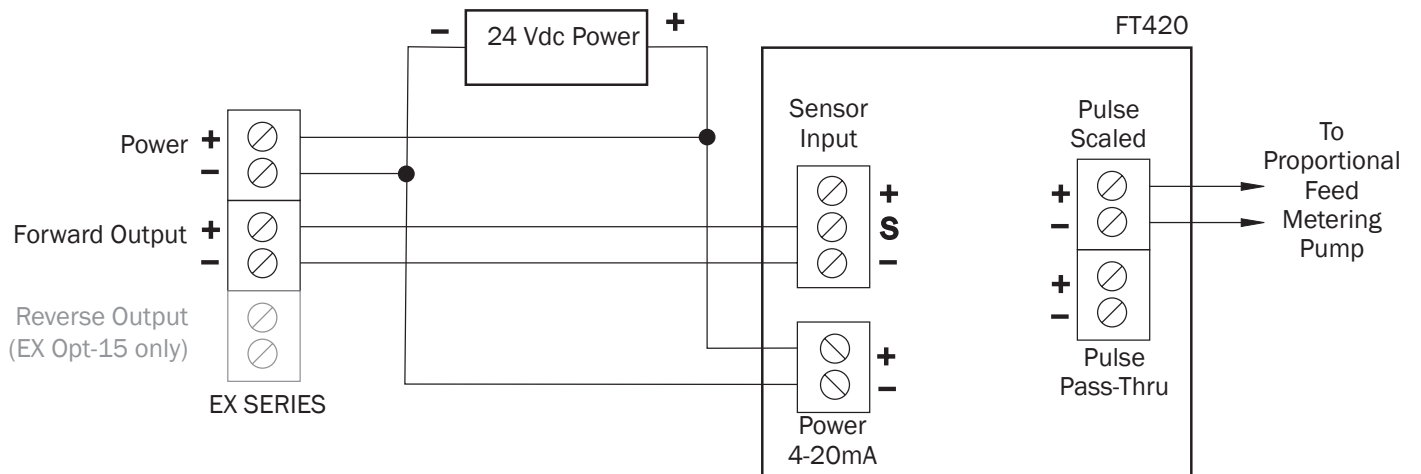 − 24 Vdc Power +
FT420
Power + −
Forward Output + −
Reverse Output
(EX Opt-15 only)
EX SERIES
Sensor
Input
+
S
−
+
−
Power
4-20mA
Pulse
Scaled
+
−
+
−
Pulse
Pass-Thru
To
Proportional
Feed
Metering
Pump